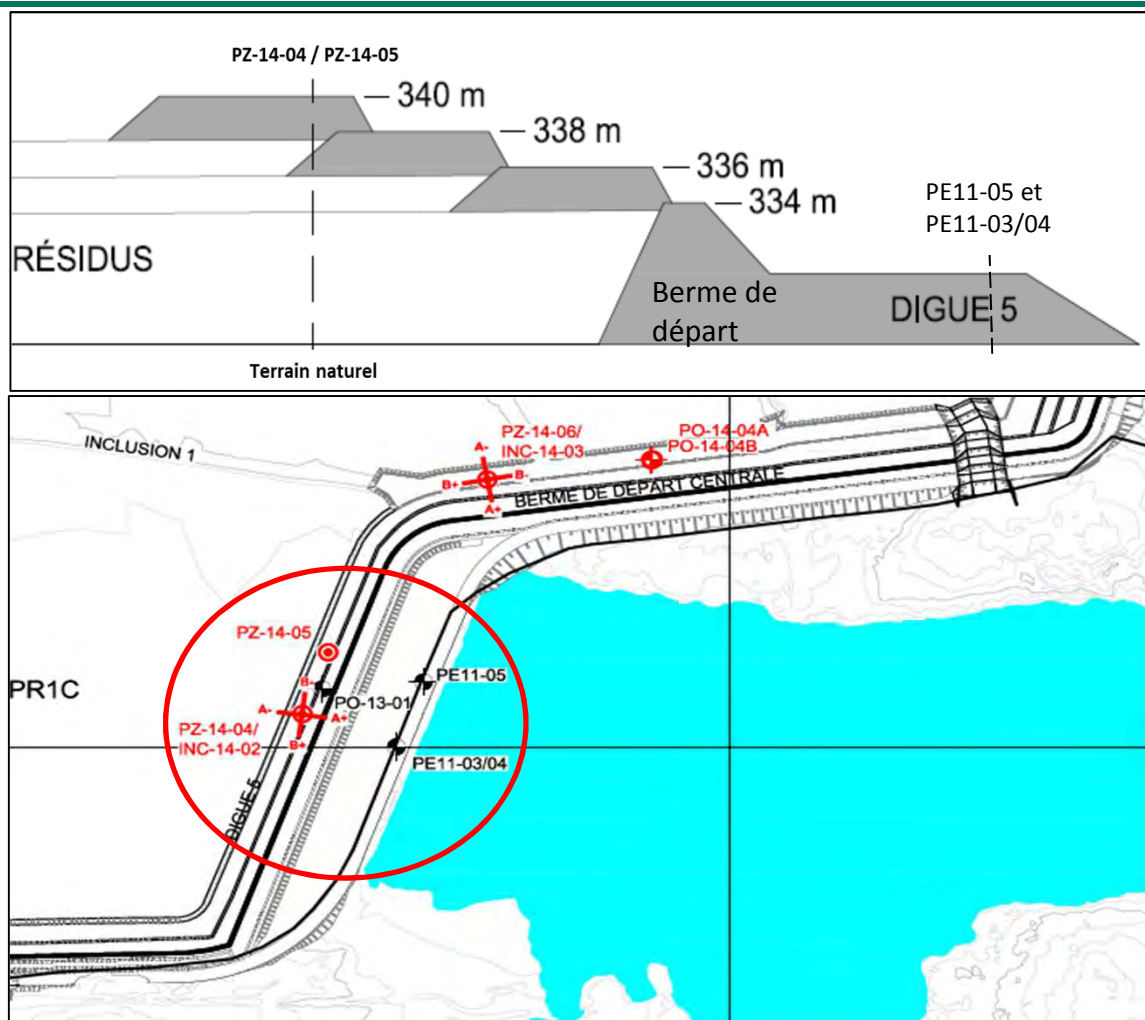 PZ-14-04 / PZ-14-05
340 m
338 m
336 m
334 m
PE11-05 et
PE11-03/04
RÉSIDUS
Berme de
départ
DIGUE 5
Terrain naturel
INCLUSION 1
A-
PZ-14-06/
INC-14-03
B+
B-
A+
PO-14-04A
PO-14-04B
BERME DE DEPART CENTRALE
PZ-14-05
PR1C
B-
A-
A+
B+
PO-13-01
PE11-05
PZ-14-04/
INC-14-02
PE11-03/04
DIGUE 5